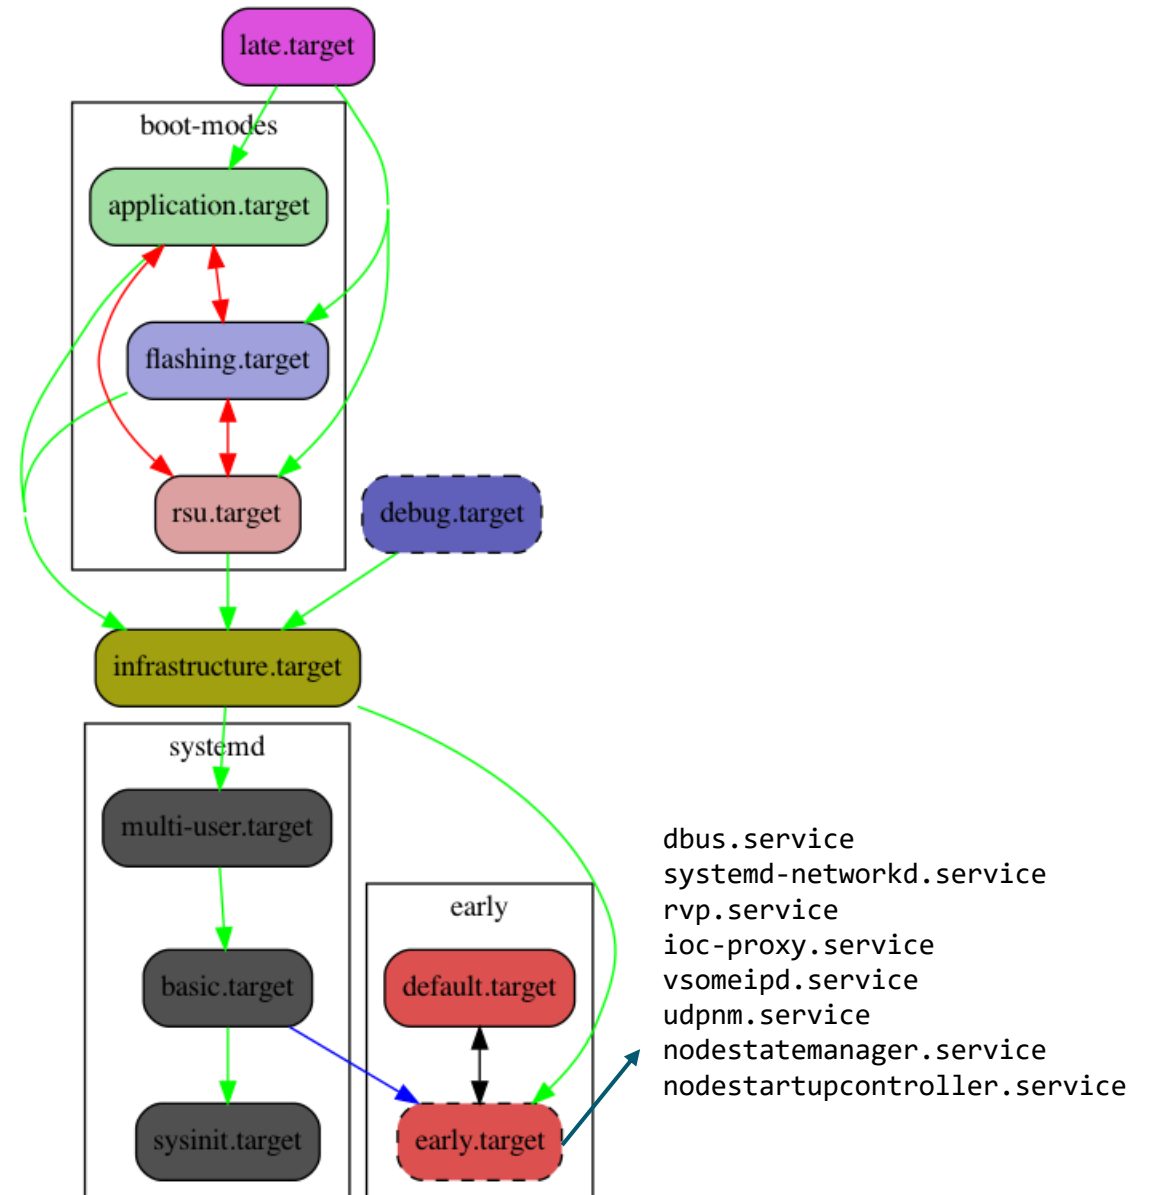 late.target
boot-modes
application.target
flashing.target
rsu.target
debug.target
infrastructure.target
systemd
multi-user.target
early
basic.target
default.target
sysinit.target
early.target
dbus.service
systemd-networkd.service
rvp.service
ioc-proxy.service
vsomeipd.service
udpnm.service
nodestatemanager.service
nodestartupcontroller.service